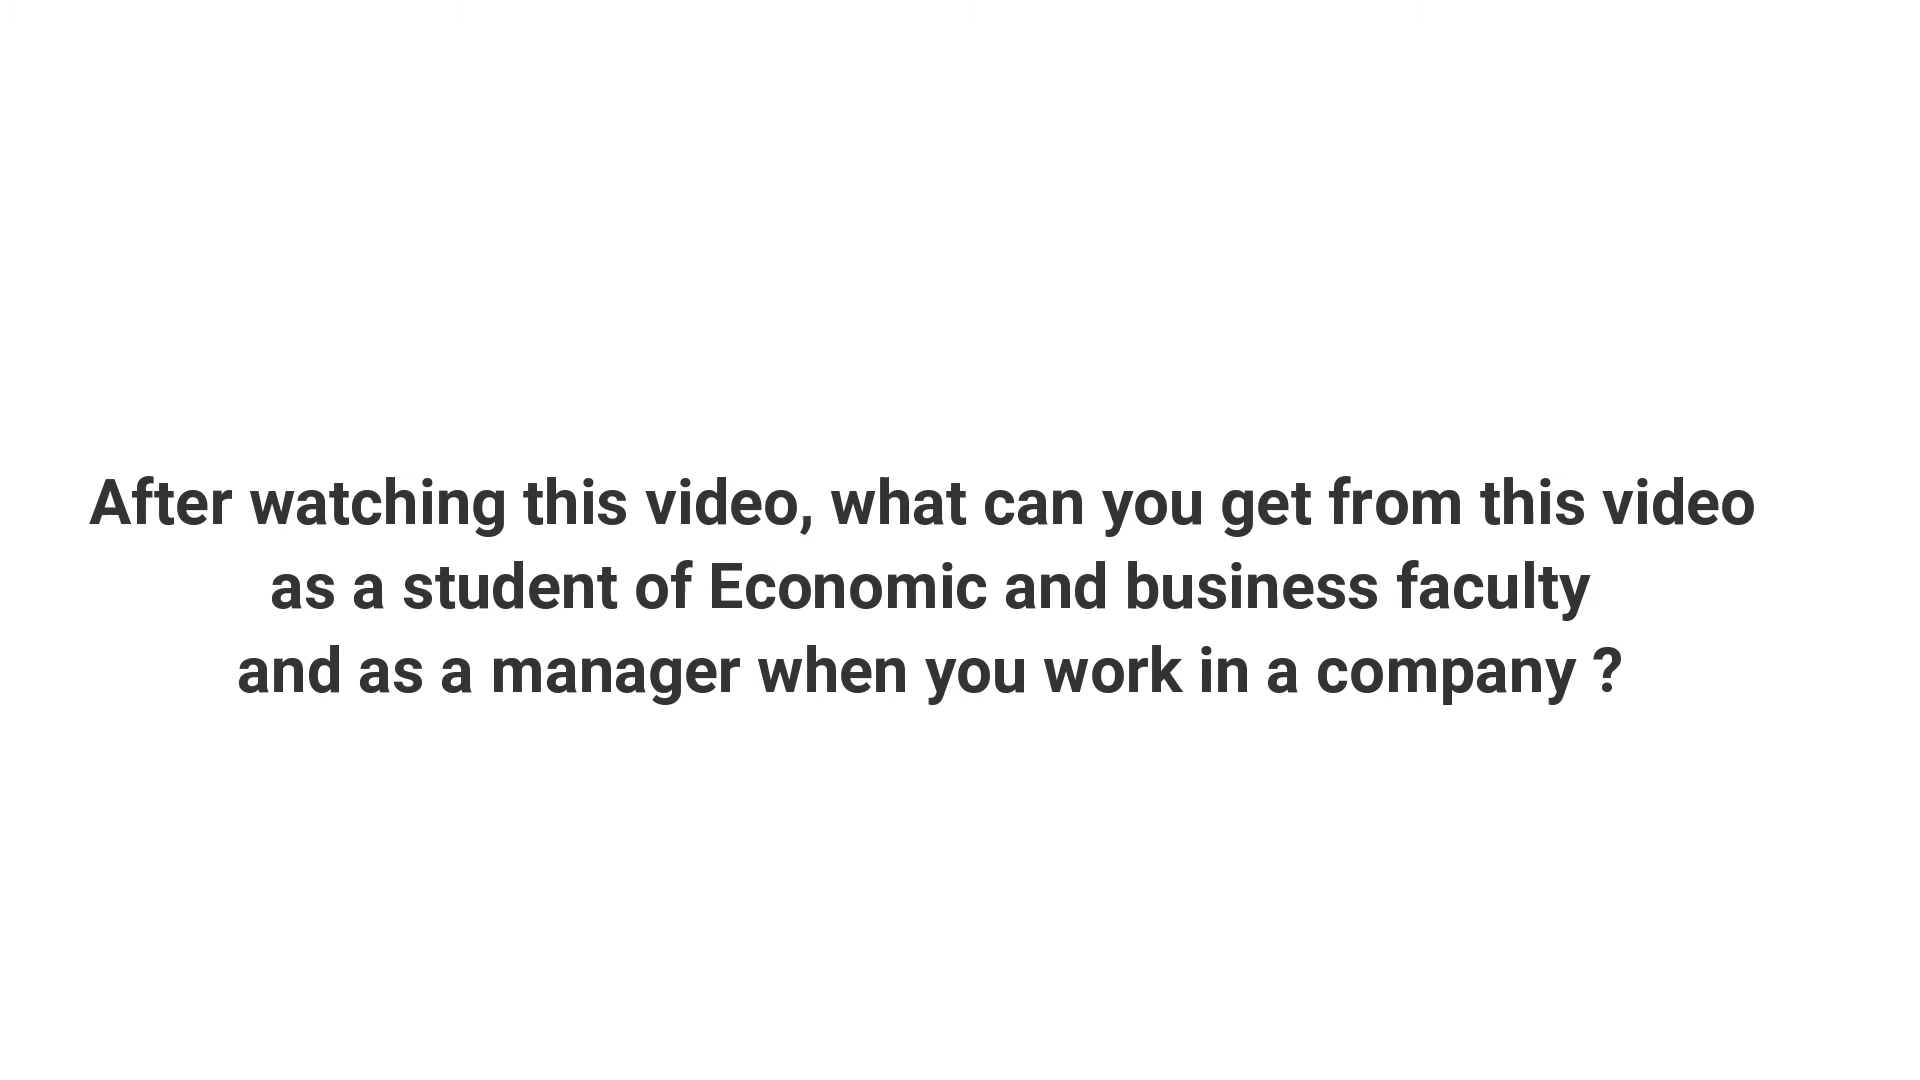 After watching this video, what can you get from this video
as a student of Economic and business faculty
and as a manager when you work in a company ?